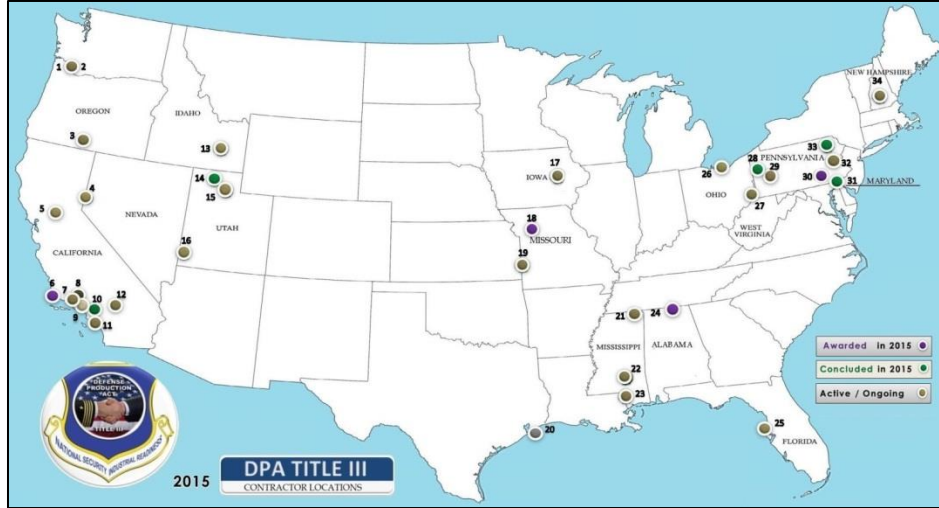 1
2
OREGON
3
IDAHO
13
14
15
4
5
NEVADA
UTAH
CALIFORNIA
16
6
7
8
9
10
11
12
17
IOWA
18
MISSOURI
19
20
21
24
MISSISSIPPI
ALABAMA
22
23
25
FLORIDA
26
OHIO
27
WEST
VIRGINIA
28
29
PENNSYLVANIA
30
31
MARYLAND
32
33
NEW HAMPSHIRE
34
Awarded in 2015
Concluded in 2015
Active / Ongoing
DEFENSE
PRODUCTION
ACT
TITLE III
NATIONAL SECURITY INDUSTRIAL READINESS
2015
DPA TITLE III
CONTRACTOR LOCATIONS